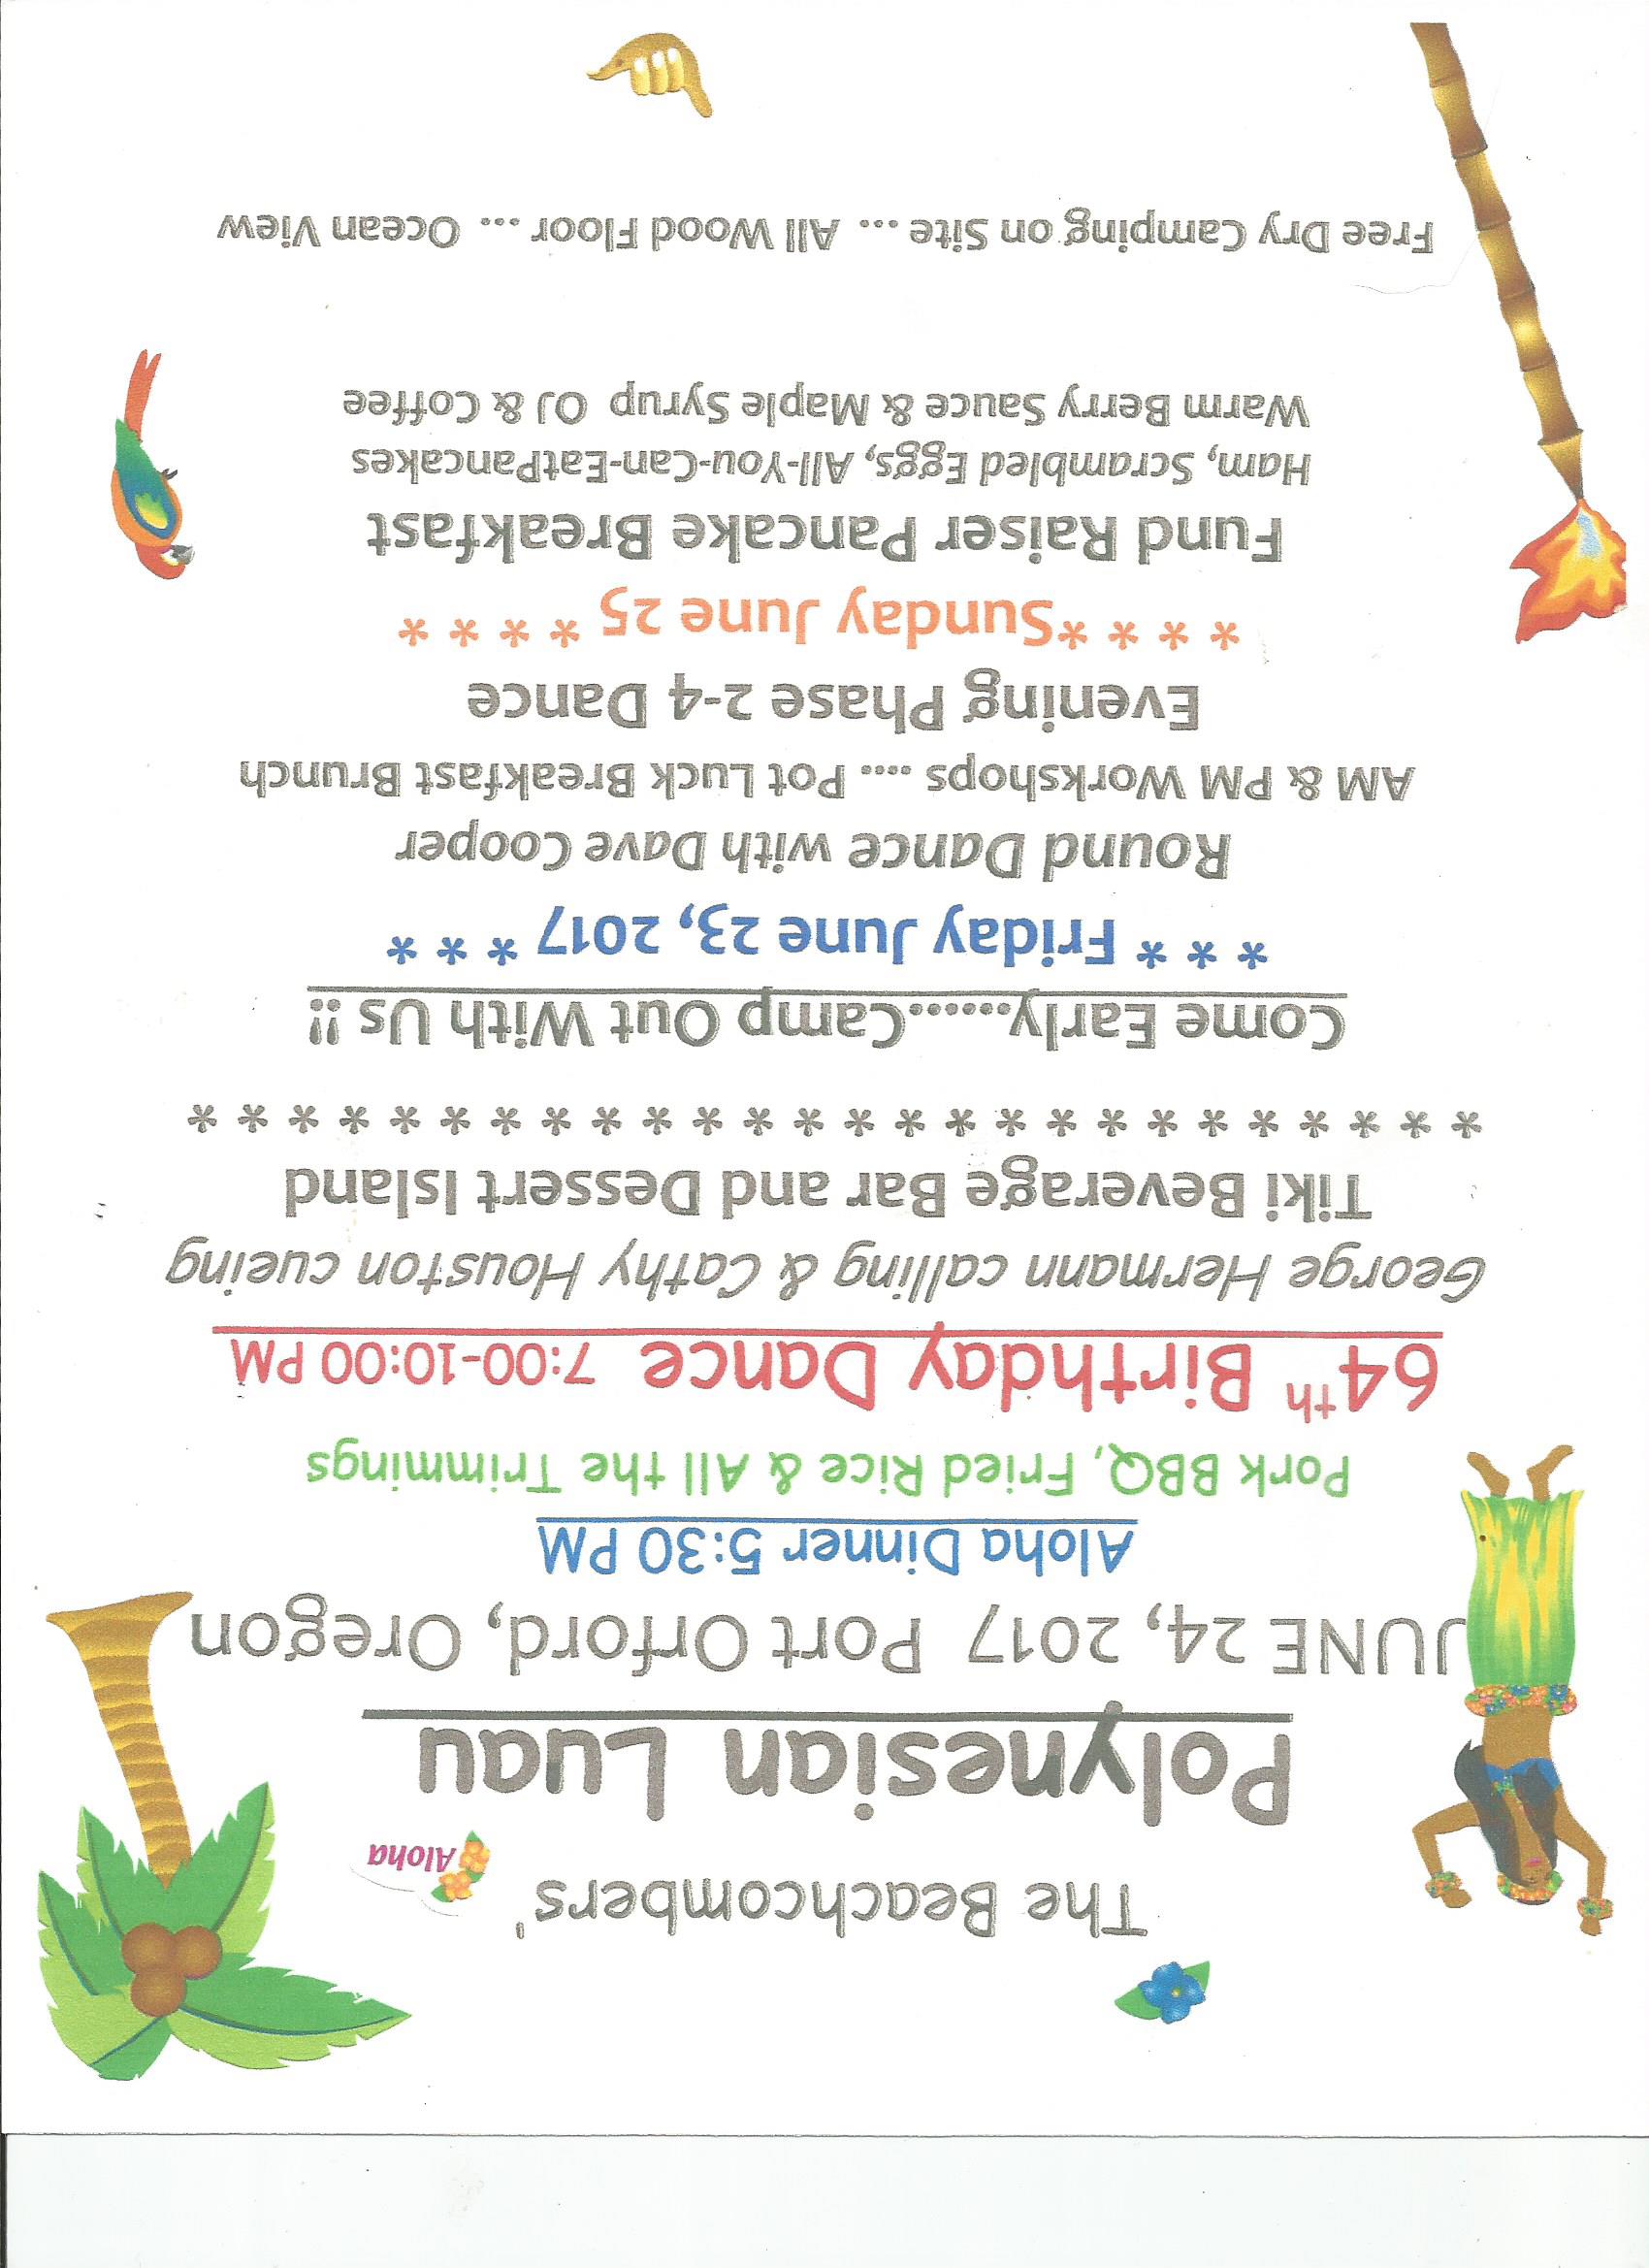 The Beachcombers'
Aloha
Polynesian Luau
JUNE 24, 2017 Port Orford, Oregon
Aloha Dinner 5:30 PM
Pork BBQ, Fried Rice & All the Trimmings
64th Birthday Dance 7:00-10:00 PM
George Hermann calling & Cathy Houston cueing
Tiki Beverage Bar and Dessert Island
* * * * * * * * * * * * * * * * * * * * * * * * * *
Come Early.......Camp Out With Us !!
* * * Friday June 23, 2017 * * *
Round Dance with Dave Cooper
AM & PM Workshops .... Pot Luck Breakfast Brunch
Evening Phase 2-4 Dance
* * * *Sunday June 25 * * * *
Fund Raiser Pancake Breakfast
Ham, Scrambled Eggs, All-You-Can-EatPancakes
Warm Berry Sauce & Maple Syrup OJ & Coffee
Free Dry Camping on Site ... All Wood Floor ... Ocean View